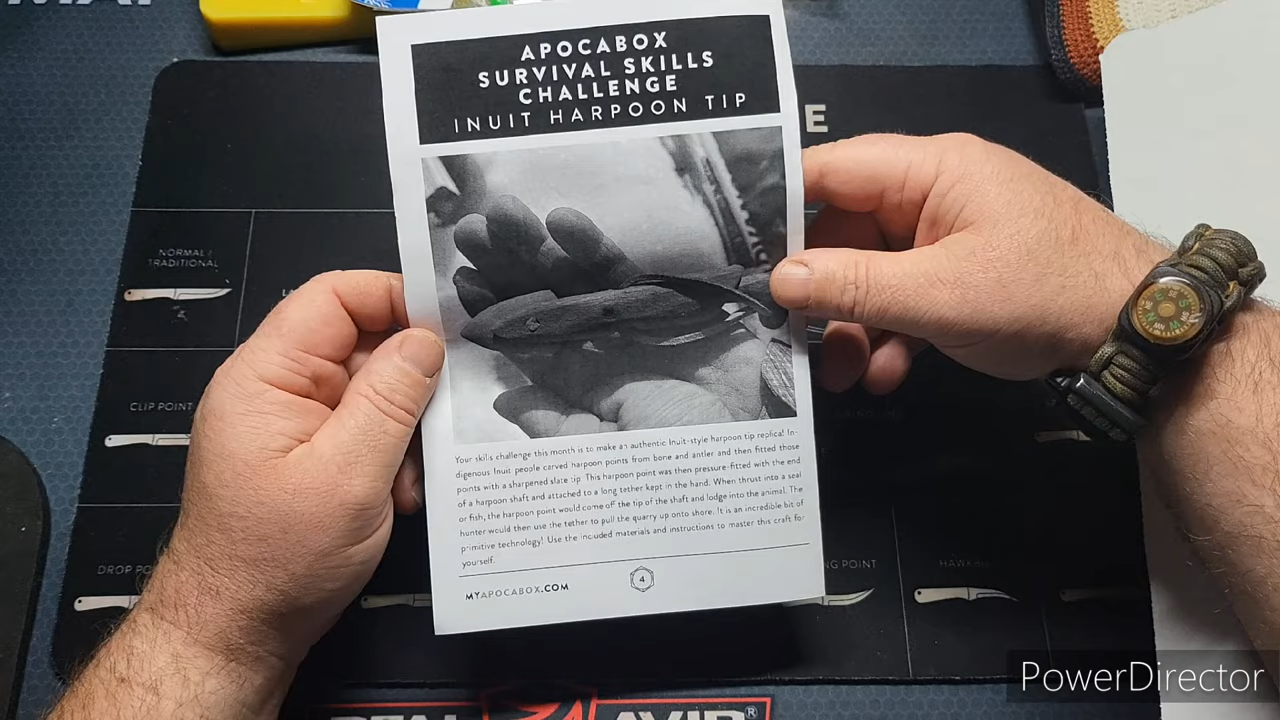 APOCABOX
SURVIVAL SKILLS
CHALLENGE
INUIT HARPOON TIP
E
NORMAL /
TRADITIONAL
CLIP POINT
Your skills challenge this month is to make an authentic Inuit-style harpoon tip replica! In-
digenous Inuit people carved harpoon points from bone and antler and then fitted those
points with a sharpened slate tip. This harpoon point was then pressure-fitted with the end
of a harpoon shaft and attached to a long tether kept in the hand. When thrust into a seal
or fish, the harpoon point would come off the tip of the shaft and lodge into the animal. The
hunter would then use the tether to pull the quarry up onto shore. It is an incredible bit of
primitive technology! Use the included materials and instructions to master this craft for
yourself.
DROP PO
NG POINT
MYAPOCABOX.COM
4
PowerDirector
AVID®